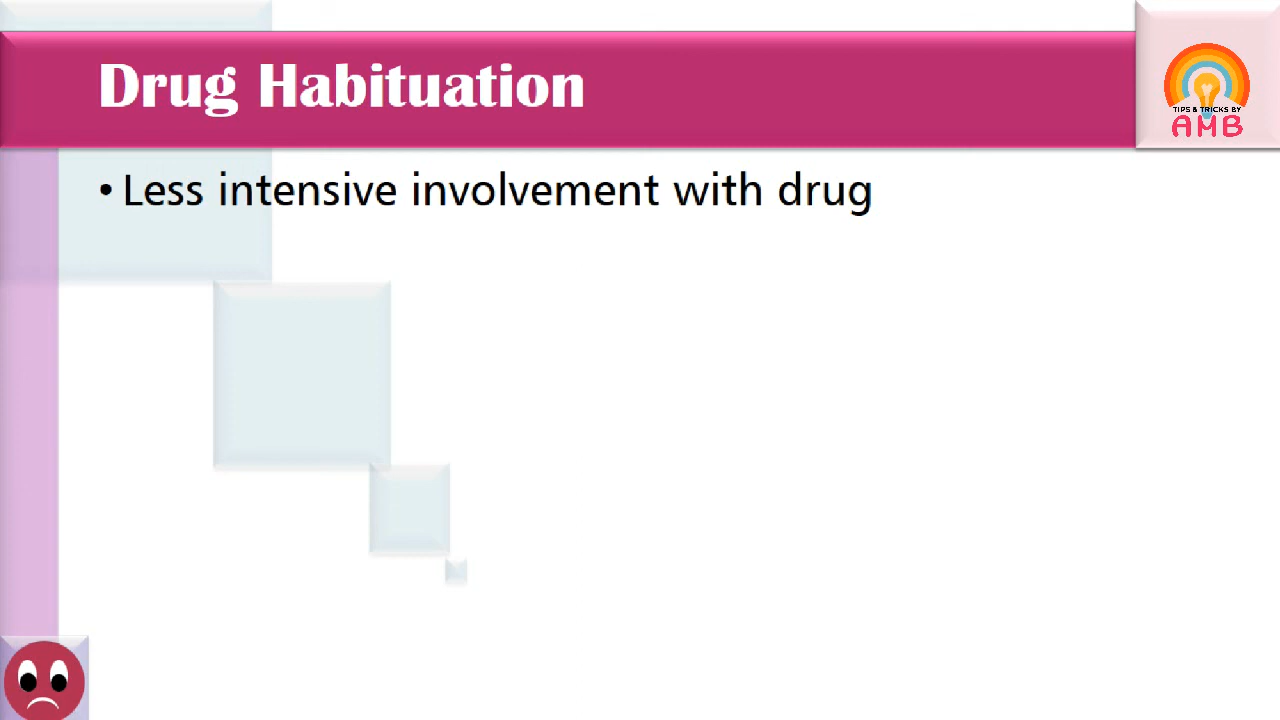 Drug Habituation
TIPS & TRICKS BY
AMB
• Less intensive involvement with drug